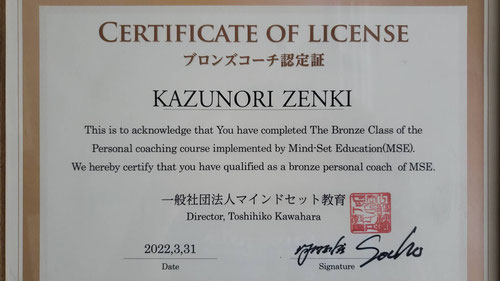 CERTIFICATE OF LICENSE
ブロンズコーチ認定証
KAZUNORI ZENKI
This is to acknowledge that You have completed The Bronze Class of the
Personal coaching course implemented by Mind-Set Education(MSE).
We hereby certify that you have qualified as a bronze personal coach of MSE.
一般社団法人マインドセット教育
Director, Toshihiko Kawahara
2022,3,31
Date
Signature